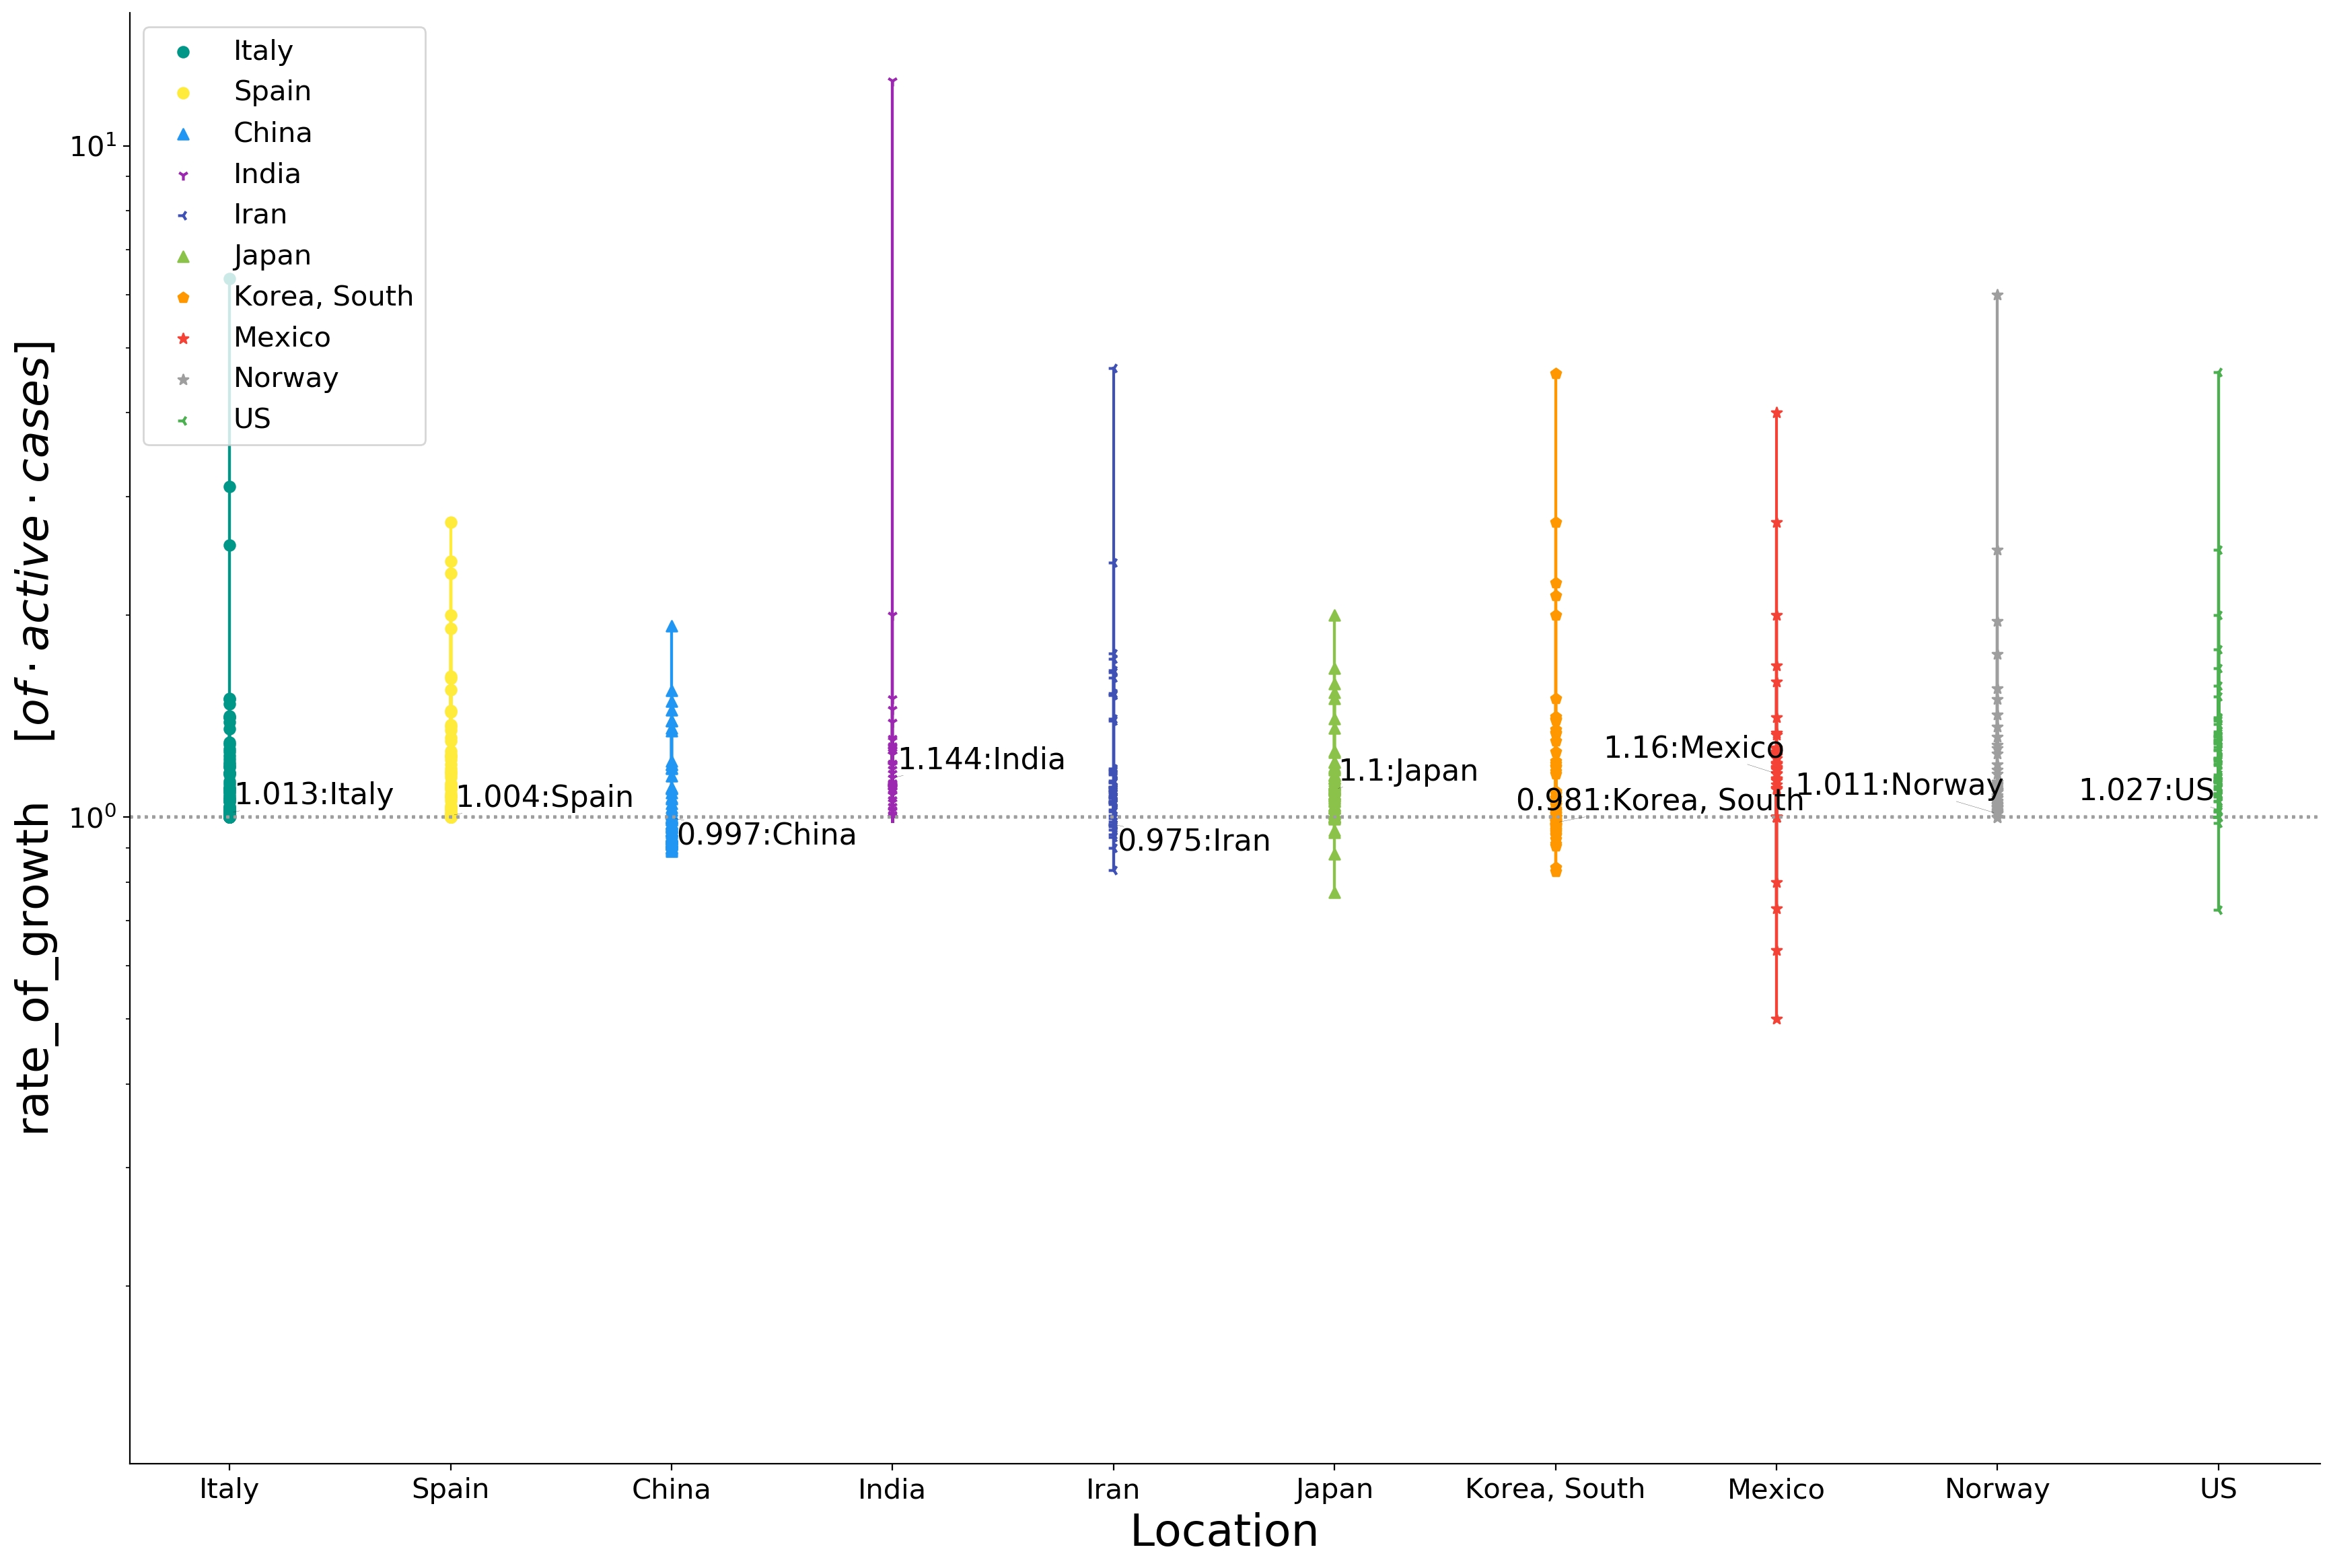 Italy
Spain
China
India
Iran
Japan
Korea, South
Mexico
Norway
US
10¹
10⁰
rate_of_growth [of · active · cases]
1.013:Italy
1.004:Spain
0.997:China
1.144:India
0.975:Iran
1.1:Japan
0.981:Korea, South
1.16:Mexico
1.011:Norway
1.027:US
Italy Spain China India Iran Japan Korea, South Mexico Norway US
Location